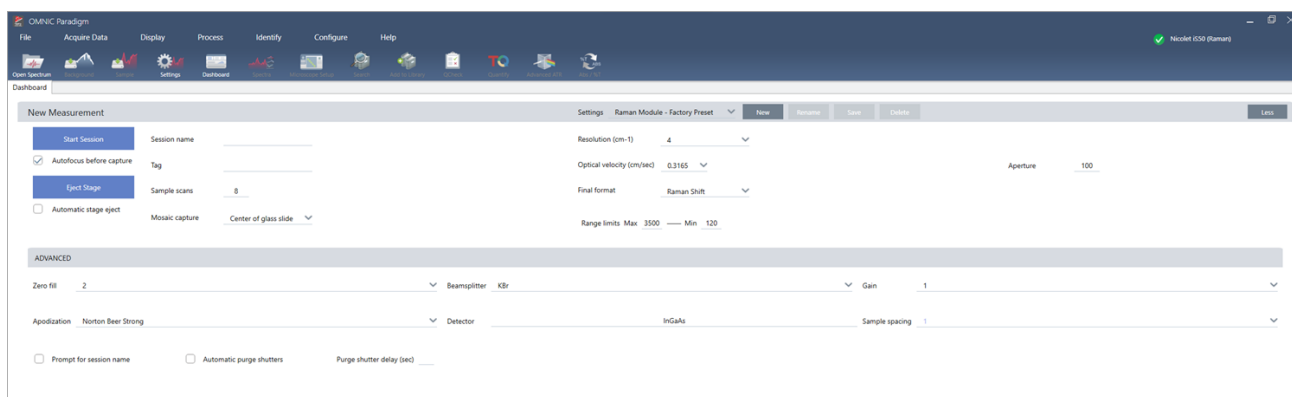 OMNIC Paradigm
File Acquire Data Display Process Identify Configure Help
Nicolet iS50 (Raman)
Open Spectrum Background Sample Settings Dashboard Spectra Microscope Setup Search Add to Library QCheck Quantify Advanced ATR
Dashboard
New Measurement Settings Raman Module - Factory Preset New Rename Save Delete Less
Start Session Session name Resolution (cm-1) 4
Autofocus before capture Tag Optical velocity (cm/sec) 0.3165 Aperture 100
Eject Stage Sample scans 8 Final format Raman Shift
Automatic stage eject Mosaic capture Center of glass slide Range limits Max 3500 Min 120
ADVANCED
Zero fill 2 Beamsplitter KBr Gain 1
Apodization Norton Beer Strong Detector InGaAs Sample spacing 1
Prompt for session name Automatic purge shutters Purge shutter delay (sec)